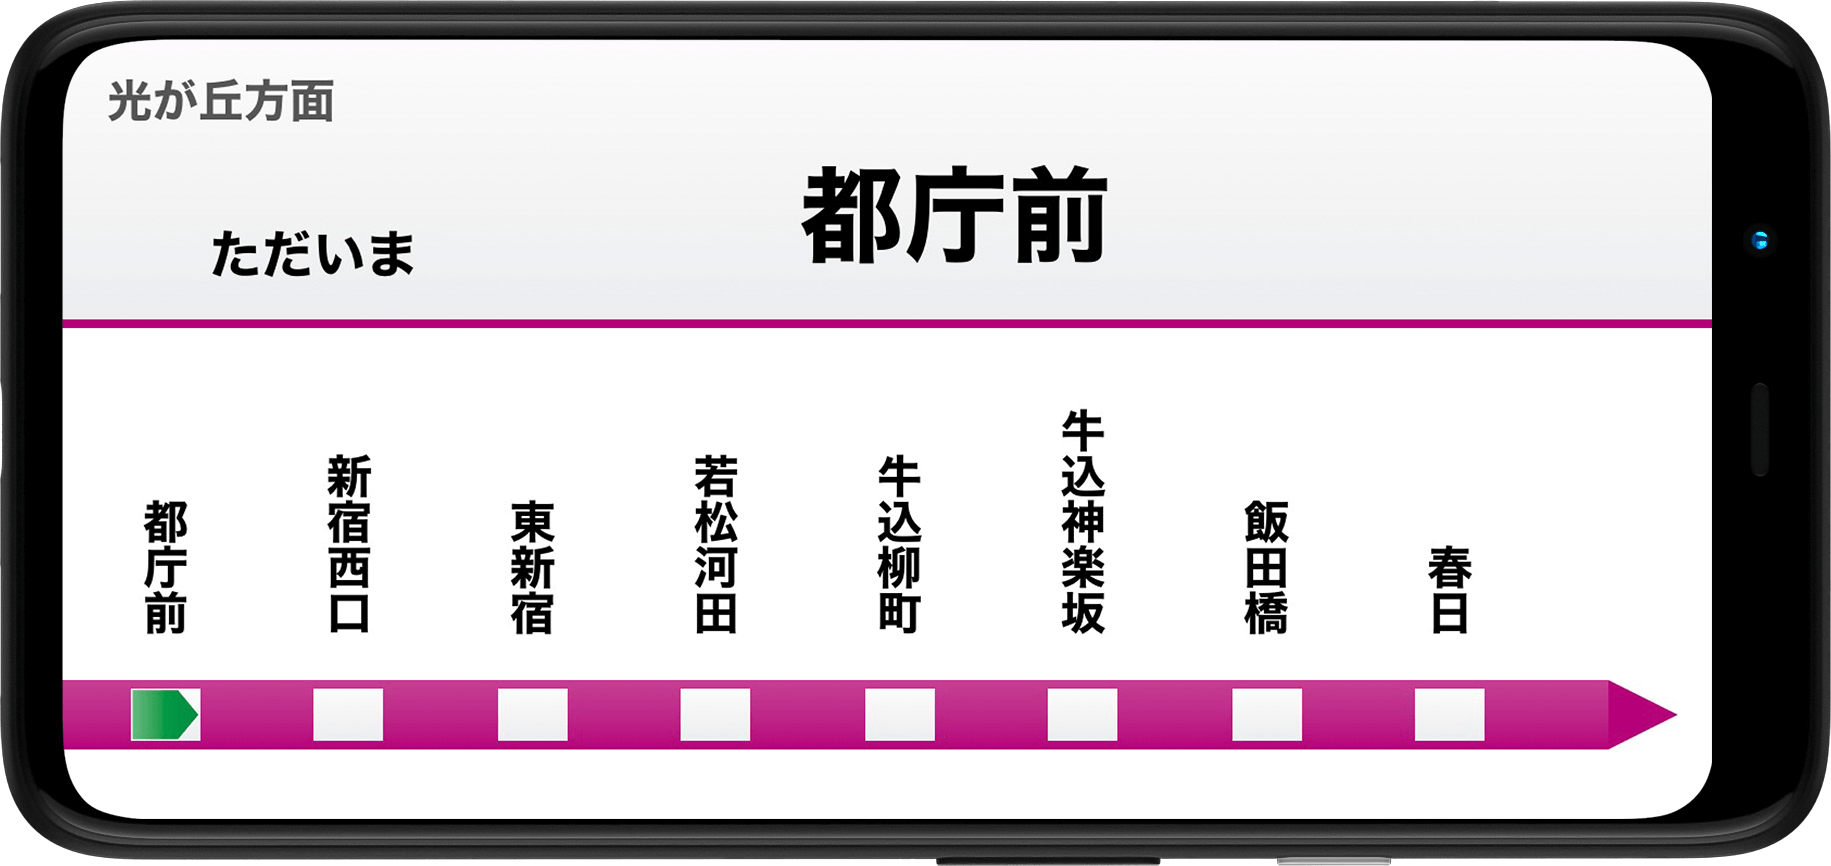 光が丘方面
ただいま
都庁前
都庁前
新宿西口
東新宿
若松河田
牛込柳町
牛込神楽坂
飯田橋
春日